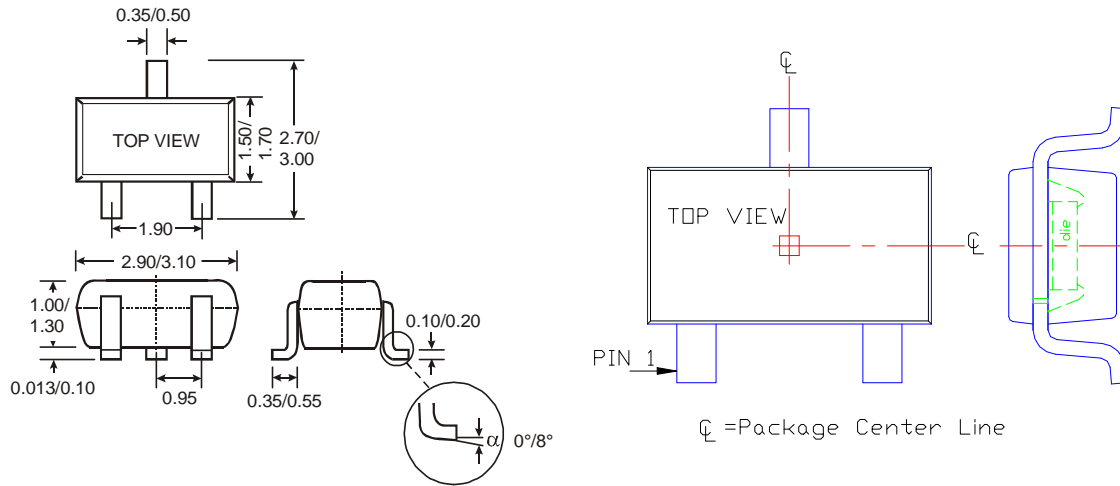 0.35/0.50
TOP VIEW
1.50/
1.70
2.70/
3.00
1.90
2.90/3.10
1.00/
1.30
0.013/0.10
0.95
0.10/0.20
0.35/0.55
α
0°/8°
℄
TOP VIEW
℄
die
PIN 1
℄ =Package Center Line